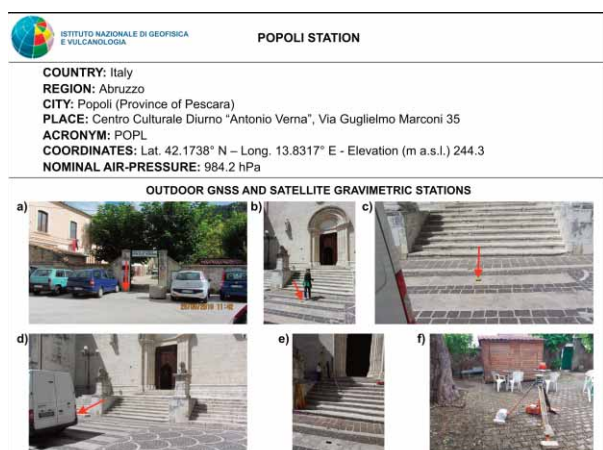 ISTITUTO NAZIONALE DI GEOFISICA
E VULCANOLOGIA
POPOLI STATION
COUNTRY: Italy
REGION: Abruzzo
CITY: Popoli (Province of Pescara)
PLACE: Centro Culturale Diurno “Antonio Verna”, Via Guglielmo Marconi 35
ACRONYM: POPL
COORDINATES: Lat. 42.1738° N – Long. 13.8317° E - Elevation (m a.s.l.) 244.3
NOMINAL AIR-PRESSURE: 984.2 hPa
OUTDOOR GNSS AND SATELLITE GRAVIMETRIC STATIONS
a)
b)
c)
d)
e)
f)